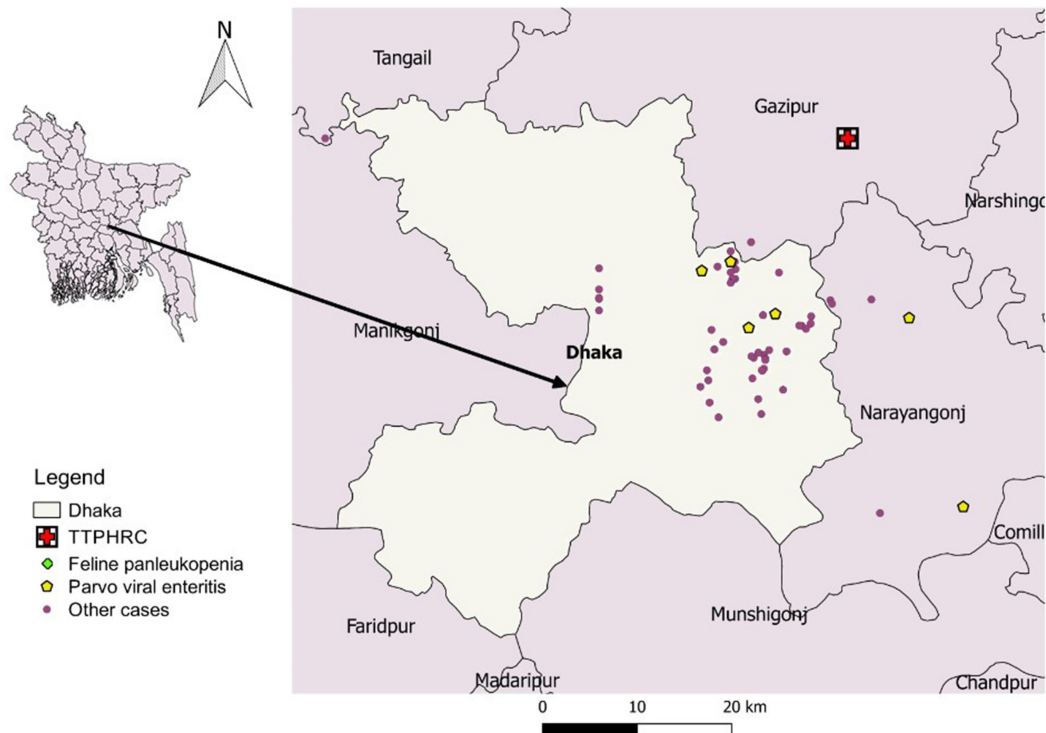 N
Tangail
Gazipur
Narshingd
Manikgonj
Dhaka
Narayangonj
Comill
Munshigonj
Faridpur
Madaripur
Chandpur
Legend
Dhaka
TTPHRC
Feline panleukopenia
Parvo viral enteritis
Other cases
0 10 20 km